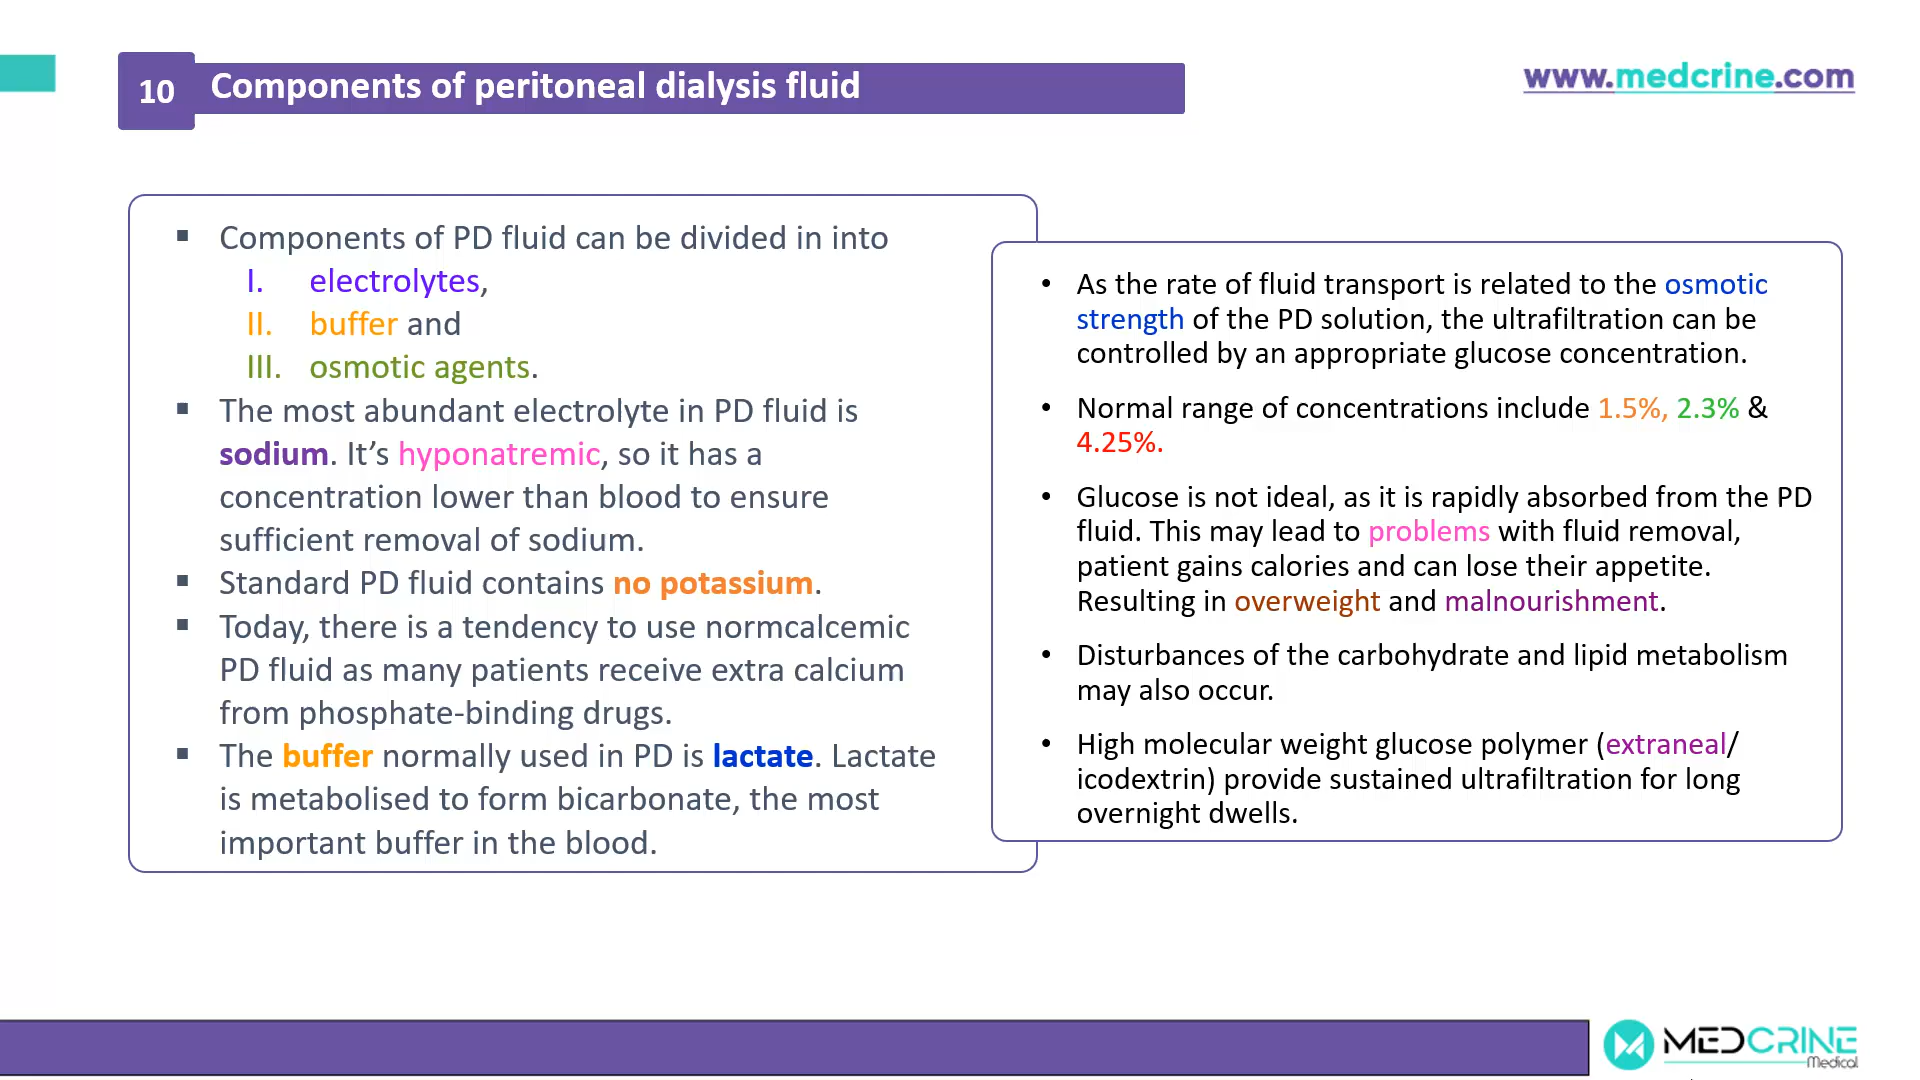 10
Components of peritoneal dialysis fluid
www.medcrine.com
▪ Components of PD fluid can be divided in into
I. electrolytes,
II. buffer and
III. osmotic agents.
▪ The most abundant electrolyte in PD fluid is
sodium. It’s hyponatremic, so it has a
concentration lower than blood to ensure
sufficient removal of sodium.
▪ Standard PD fluid contains no potassium.
▪ Today, there is a tendency to use normcalcemic
PD fluid as many patients receive extra calcium
from phosphate-binding drugs.
▪ The buffer normally used in PD is lactate. Lactate
is metabolised to form bicarbonate, the most
important buffer in the blood.
• As the rate of fluid transport is related to the osmotic
strength of the PD solution, the ultrafiltration can be
controlled by an appropriate glucose concentration.
• Normal range of concentrations include 1.5%, 2.3% &
4.25%.
• Glucose is not ideal, as it is rapidly absorbed from the PD
fluid. This may lead to problems with fluid removal,
patient gains calories and can lose their appetite.
Resulting in overweight and malnourishment.
• Disturbances of the carbohydrate and lipid metabolism
may also occur.
• High molecular weight glucose polymer (extraneal/
icodextrin) provide sustained ultrafiltration for long
overnight dwells.
MEDCRINE
Medical